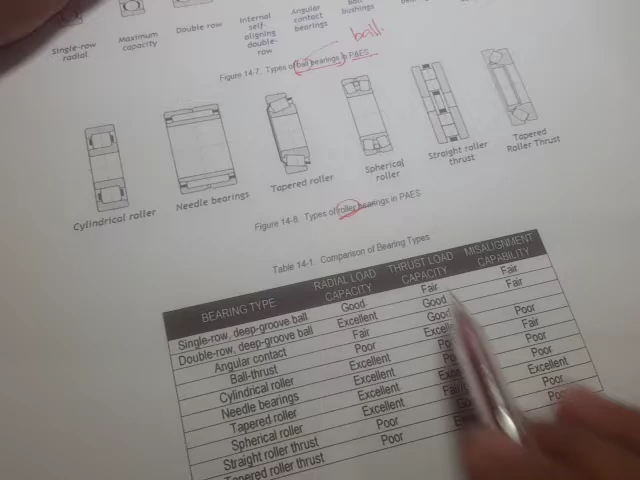 Single-row radial
Maximum capacity
Double row
Internal self-aligning double-row
Angular contact bearings
Ball bushings
ball
Figure 14-7. Types of ball bearings in PAES
Cylindrical roller
Needle bearings
Tapered roller
Spherical roller
Straight roller thrust
Tapered Roller Thrust
Figure 14-8. Types of roller bearings in PAES
Table 14-1. Comparison of Bearing Types
BEARING TYPE RADIAL LOAD CAPACITY THRUST LOAD CAPACITY MISALIGNMENT CAPABILITY
Single-row, deep-groove ball Good Fair Fair
Double-row, deep-groove ball Excellent Good Fair
Angular contact Fair Good Poor
Ball-thrust Poor Fair
Cylindrical roller Excellent Poor
Needle bearings Excellent Poor
Tapered roller Excellent
Spherical roller Excellent Excellent
Straight roller thrust Poor Poor
Tapered roller thrust Poor